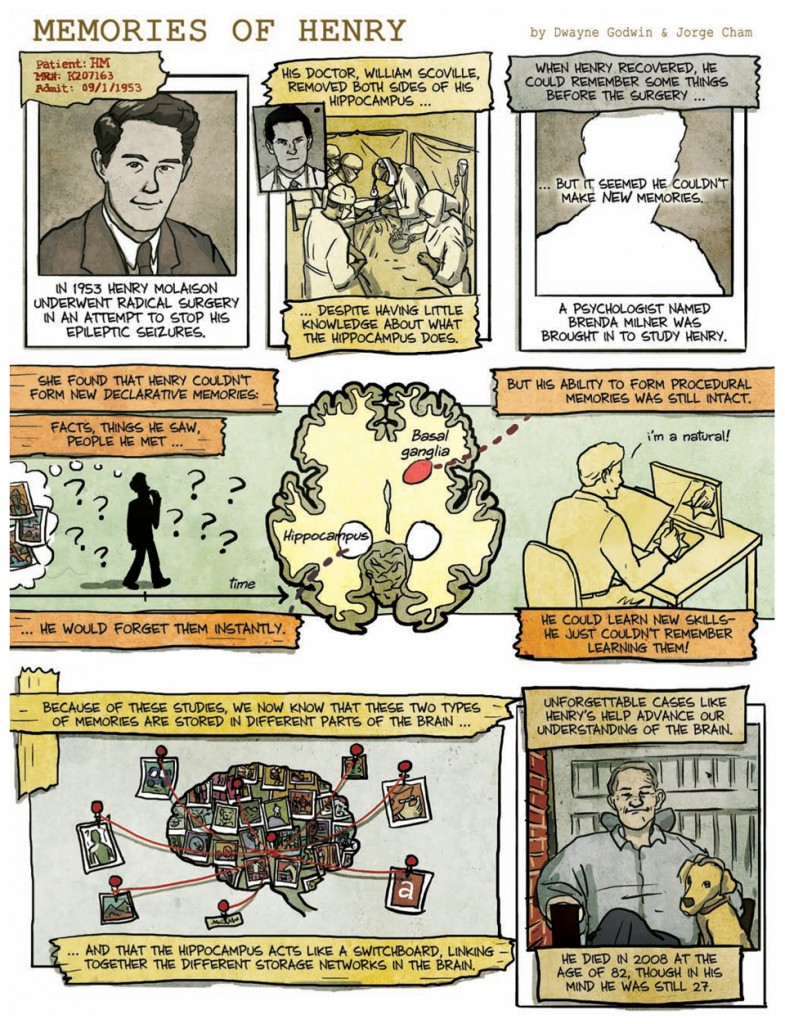 MEMORIES OF HENRY
by Dwayne Godwin & Jorge Cham
Patient: HM
MR#: K207163
Admit: 09/1/1953
IN 1953 HENRY MOLAISON
UNDERWENT RADICAL SURGERY
IN AN ATTEMPT TO STOP HIS
EPILEPTIC SEIZURES.
HIS DOCTOR, WILLIAM SCOVILLE,
REMOVED BOTH SIDES OF HIS
HIPPOCAMPUS ...
... DESPITE HAVING LITTLE
KNOWLEDGE ABOUT WHAT
THE HIPPOCAMPUS DOES.
WHEN HENRY RECOVERED, HE
COULD REMEMBER SOME THINGS
BEFORE THE SURGERY ...
... BUT IT SEEMED HE COULDN'T
MAKE NEW MEMORIES.
A PSYCHOLOGIST NAMED
BRENDA MILNER WAS
BROUGHT IN TO STUDY HENRY.
SHE FOUND THAT HENRY COULDN'T
FORM NEW DECLARATIVE MEMORIES:
FACTS, THINGS HE SAW,
PEOPLE HE MET ...
? ? ? ? ? ? ? ? ?
time
... HE WOULD FORGET THEM INSTANTLY.
Basal
ganglia
Hippocampus
BUT HIS ABILITY TO FORM PROCEDURAL
MEMORIES WAS STILL INTACT.
i'm a natural!
HE COULD LEARN NEW SKILLS-
HE JUST COULDN'T REMEMBER
LEARNING THEM!
BECAUSE OF THESE STUDIES, WE NOW KNOW THAT THESE TWO TYPES
OF MEMORIES ARE STORED IN DIFFERENT PARTS OF THE BRAIN ...
a
... AND THAT THE HIPPOCAMPUS ACTS LIKE A SWITCHBOARD, LINKING
TOGETHER THE DIFFERENT STORAGE NETWORKS IN THE BRAIN.
UNFORGETTABLE CASES LIKE
HENRY'S HELP ADVANCE OUR
UNDERSTANDING OF THE BRAIN.
HE DIED IN 2008 AT THE
AGE OF 82, THOUGH IN HIS
MIND HE WAS STILL 27.